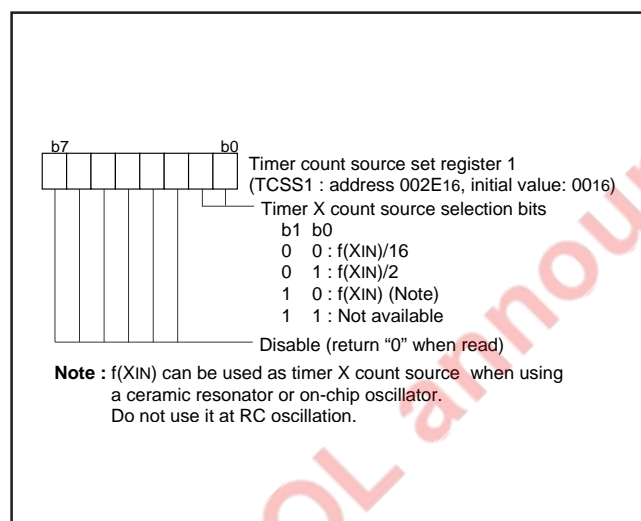 b7 b0
Timer count source set register 1
(TCSS1 : address 002E16, initial value: 0016)
Timer X count source selection bits
b1 b0
0 0 : f(XIN)/16
0 1 : f(XIN)/2
1 0 : f(XIN) (Note)
1 1 : Not available
Disable (return “0” when read)
Note : f(XIN) can be used as timer X count source when using
a ceramic resonator or on-chip oscillator.
Do not use it at RC oscillation.
OL announ